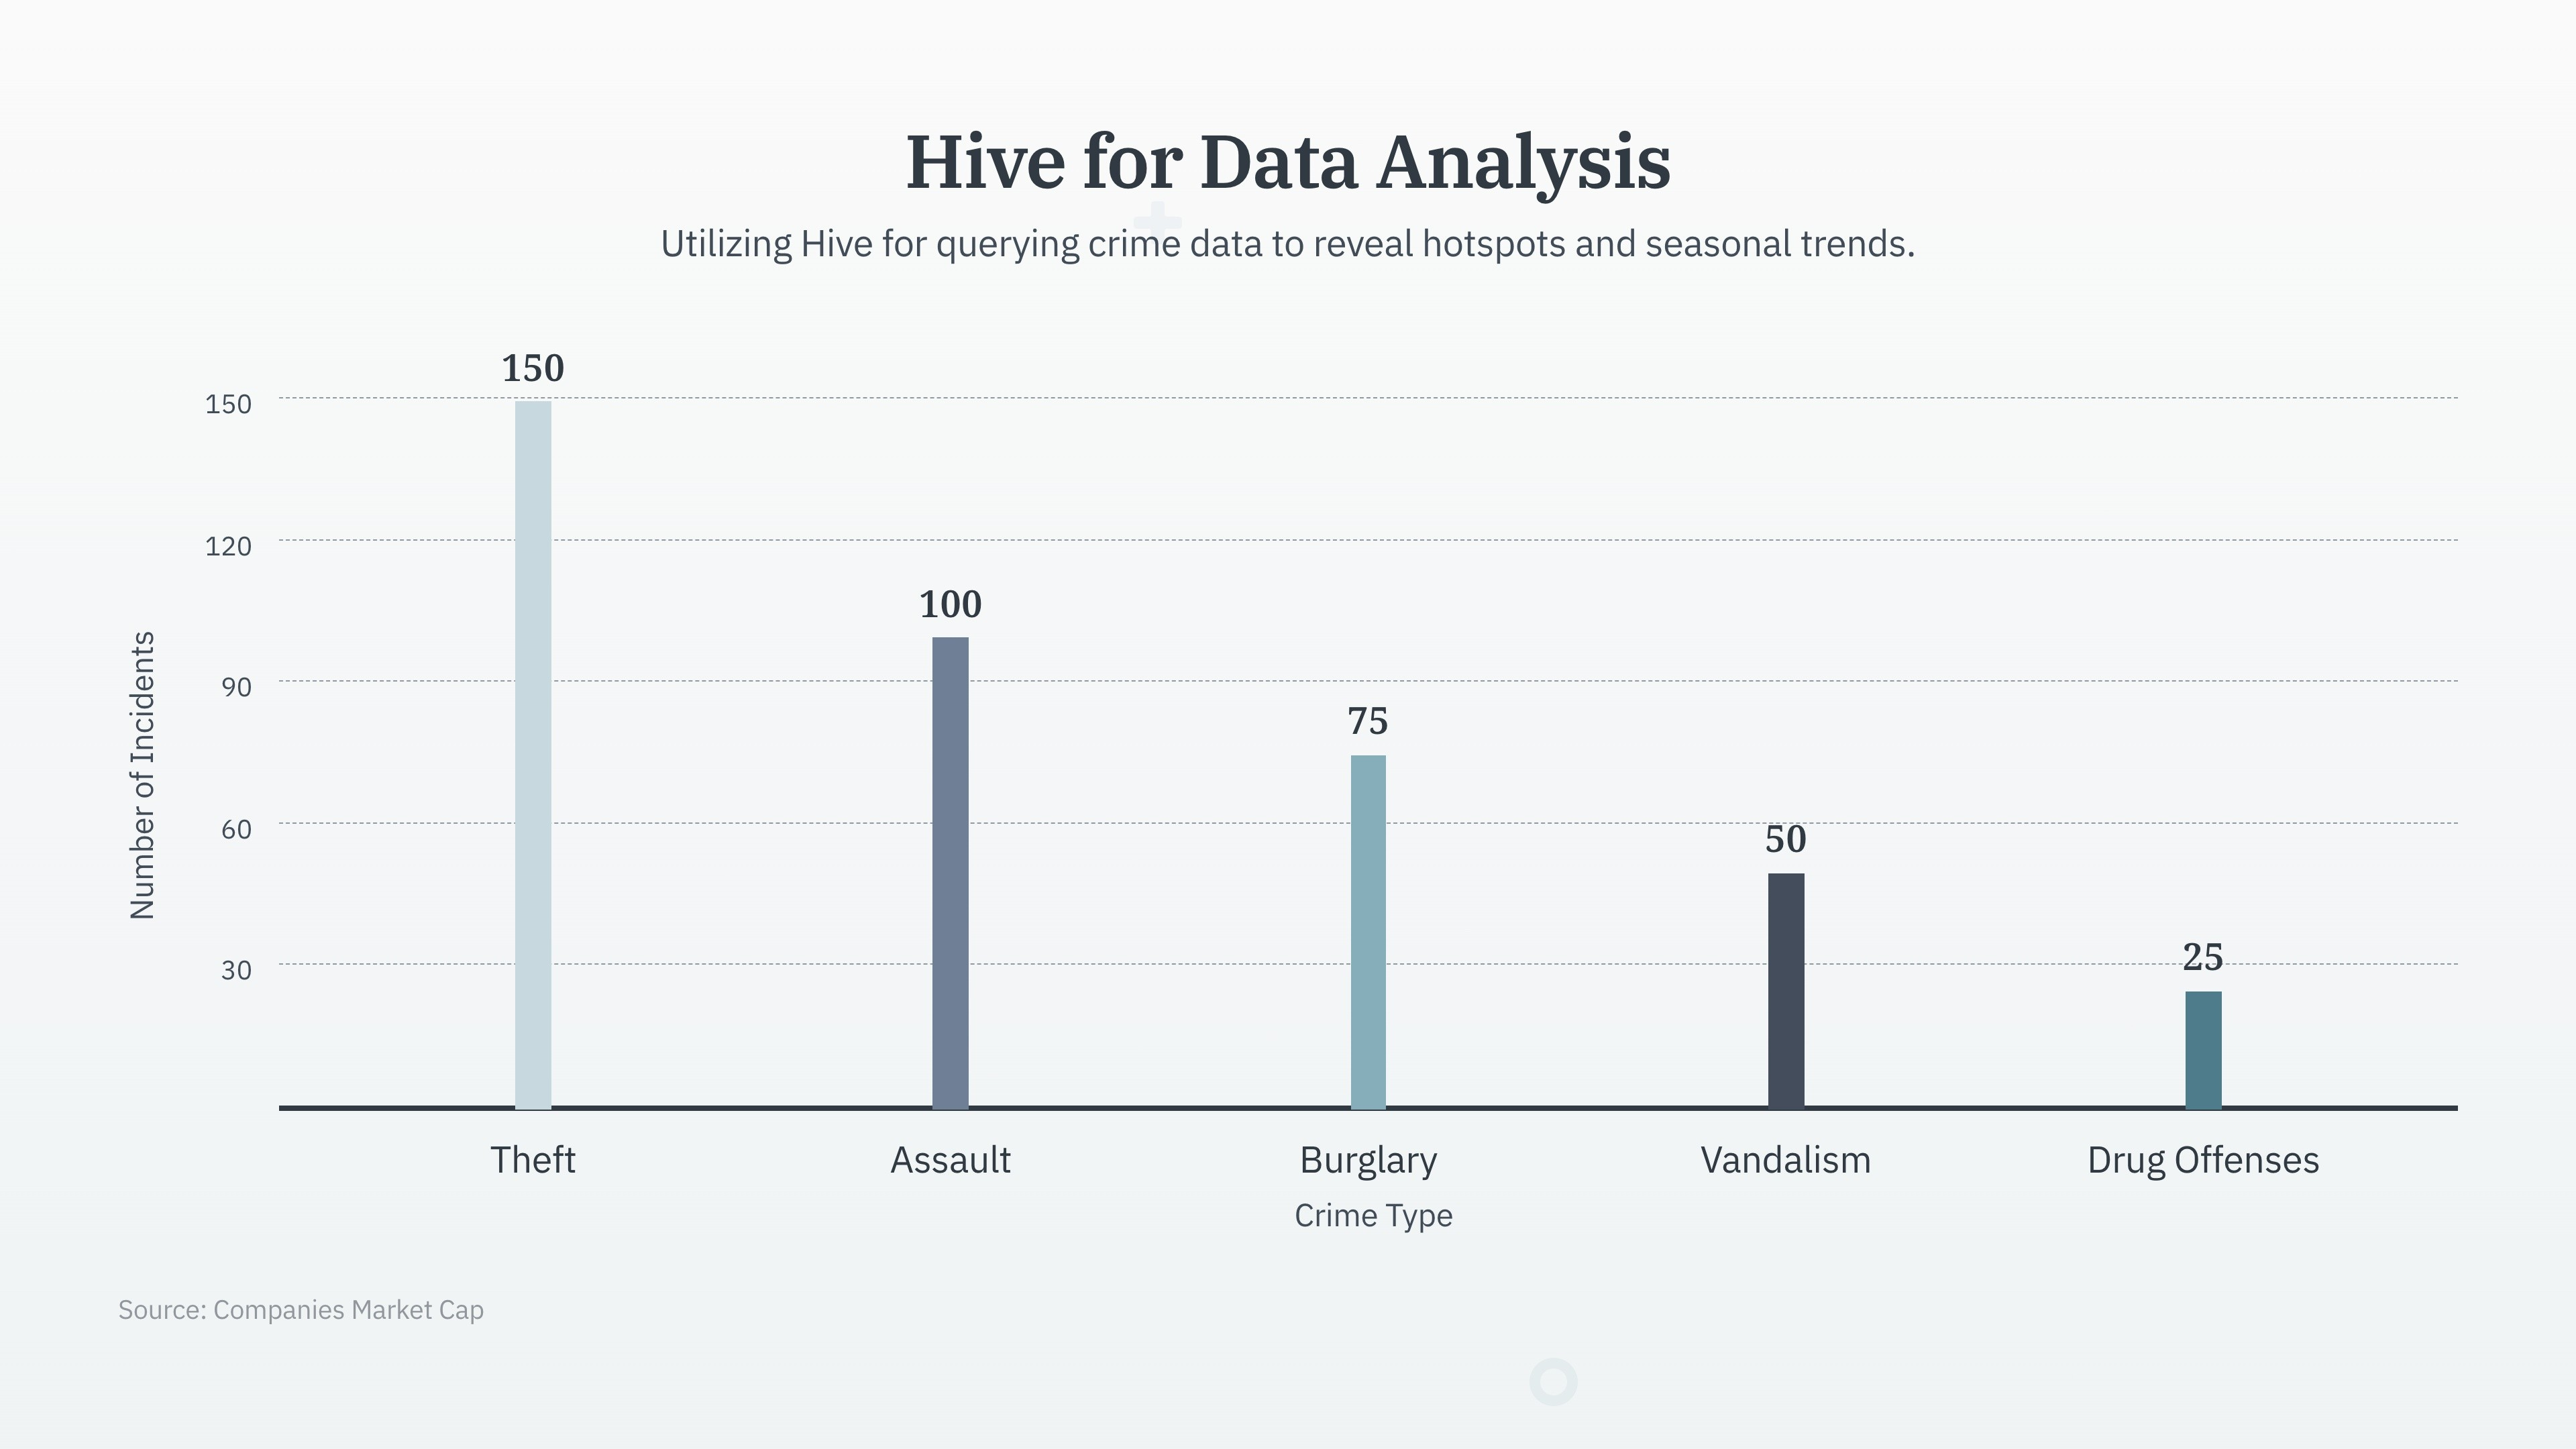 Hive for Data Analysis
Utilizing Hive for querying crime data to reveal hotspots and seasonal trends.
Number of Incidents
150
120
90
60
30
150
100
75
50
25
Theft
Assault
Burglary
Vandalism
Drug Offenses
Crime Type
Source: Companies Market Cap